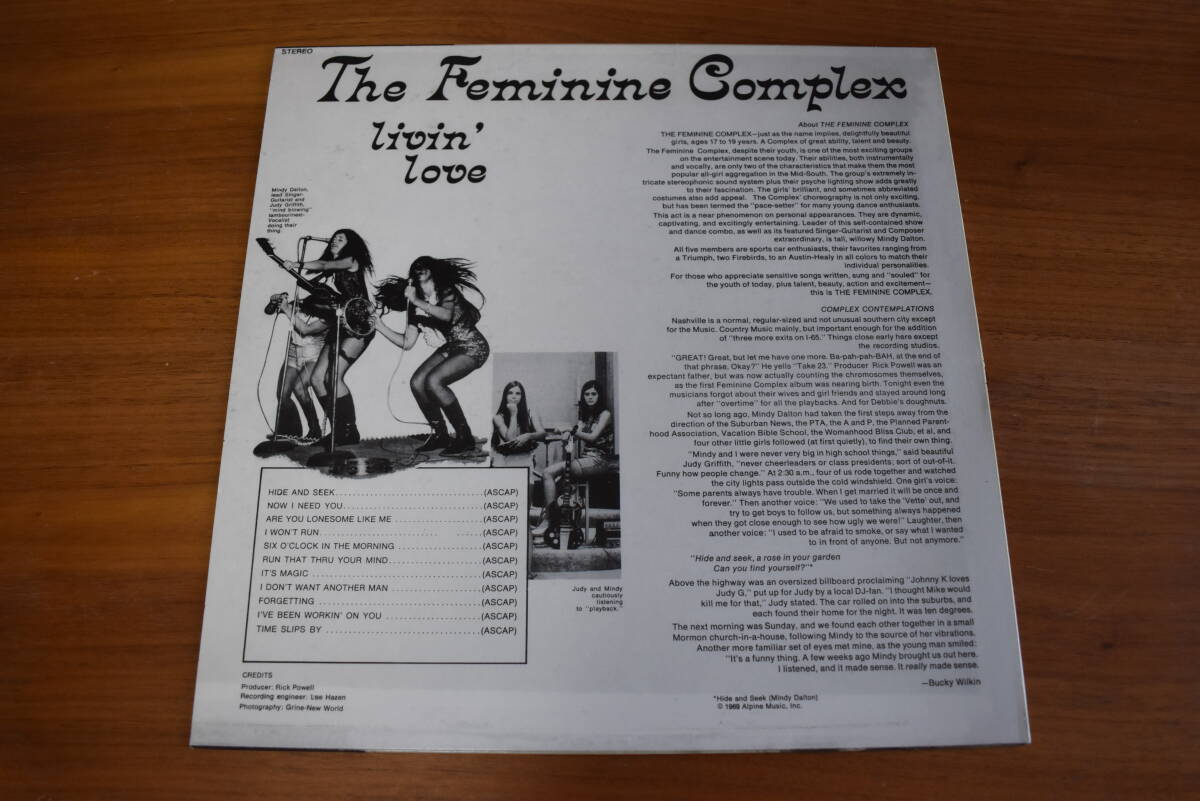 STEREO
The Feminine Complex
livin'
love
Mindy Dalton,
lead Singer-
Guitarist and
Judy Griffith,
"mind blowing"
tambourinest-
Vocalist
doing their
thing.
About THE FEMININE COMPLEX
THE FEMININE COMPLEX—just as the name implies, delightfully beautiful
girls, ages 17 to 19 years. A Complex of great ability, talent and beauty.
The Feminine Complex, despite their youth, is one of the most exciting groups
on the entertainment scene today. Their abilities, both instrumentally
and vocally, are only two of the characteristics that make them the most
popular all-girl aggregation in the Mid-South. The group's extremely in-
tricate stereophonic sound system plus their psyche lighting show adds greatly
to their fascination. The girls' brilliant, and sometimes abbreviated
costumes also add appeal. The Complex' choreography is not only exciting,
but has been termed the "pace-setter" for many young dance enthusiasts.
This act is a near phenomenon on personal appearances. They are dynamic,
captivating, and excitingly entertaining. Leader of this self-contained show
and dance combo, as well as its featured Singer-Guitarist and Composer
extraordinary, is tall, willowy Mindy Dalton.
All five members are sports car enthusiasts, their favorites ranging from
a Triumph, two Firebirds, to an Austin-Healy in all colors to match their
individual personalities.
For those who appreciate sensitive songs written, sung and "souled" for
the youth of today, plus talent, beauty, action and excitement—
this is THE FEMININE COMPLEX.
COMPLEX CONTEMPLATIONS
Nashville is a normal, regular-sized and not unusual southern city except
for the Music. Country Music mainly, but important enough for the addition
of "three more exits on I-65." Things close early here except
the recording studios.
"GREAT! Great, but let me have one more. Ba-pah-pah-BAH, at the end of
that phrase. Okay?" He yells "Take 23." Producer Rick Powell was an
expectant father, but was now actually counting the chromosomes themselves,
as the first Feminine Complex album was nearing birth. Tonight even the
musicians forgot about their wives and girl friends and stayed around long
after "overtime" for all the playbacks. And for Debbie's doughnuts.
Not so long ago, Mindy Dalton had taken the first steps away from the
direction of the Suburban News, the PTA, the A and P, the Planned Parent-
hood Association, Vacation Bible School, the Womanhood Bliss Club, et al, and
four other little girls followed (at first quietly), to find their own thing.
"Mindy and I were never very big in high school things," said beautiful
Judy Griffith, "never cheerleaders or class presidents; sort of out-of-it.
Funny how people change." At 2:30 a.m., four of us rode together and watched
the city lights pass outside the cold windshield. One girl's voice:
"Some parents always have trouble. When I get married it will be once and
forever." Then another voice: "We used to take the 'Vette' out, and
try to get boys to follow us, but something always happened
when they got close enough to see how ugly we were!" Laughter, then
another voice: "I used to be afraid to smoke, or say what I wanted
to in front of anyone. But not anymore."
"Hide and seek, a rose in your garden
Can you find yourself?"*
Above the highway was an oversized billboard proclaiming "Johnny K loves
Judy G," put up for Judy by a local DJ-fan. "I thought Mike would
kill me for that," Judy stated. The car rolled on into the suburbs, and
each found their home for the night. It was ten degrees.
The next morning was Sunday, and we found each other together in a small
Mormon church-in-a-house, following Mindy to the source of her vibrations.
Another more familiar set of eyes met mine, as the young man smiled:
"It's a funny thing. A few weeks ago Mindy brought us out here.
I listened, and it made sense. It really made sense.
—Bucky Wilkin
*Hide and Seek (Mindy Dalton)
© 1969 Alpine Music, Inc.
Judy and Mindy
cautiously
listening
to "playback."
HIDE AND SEEK (ASCAP)
NOW I NEED YOU (ASCAP)
ARE YOU LONESOME LIKE ME (ASCAP)
I WON'T RUN (ASCAP)
SIX O'CLOCK IN THE MORNING (ASCAP)
RUN THAT THRU YOUR MIND (ASCAP)
IT'S MAGIC (ASCAP)
I DON'T WANT ANOTHER MAN (ASCAP)
FORGETTING (ASCAP)
I'VE BEEN WORKIN' ON YOU (ASCAP)
TIME SLIPS BY (ASCAP)
CREDITS
Producer: Rick Powell
Recording engineer: Lee Hazen
Photography: Grine-New World